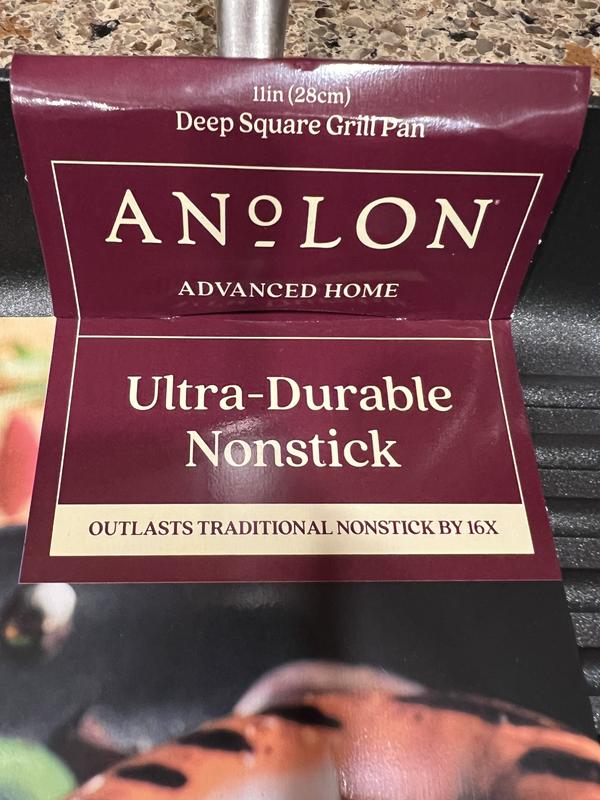 11in (28cm)
Deep Square Grill Pan
ANOLON®
ADVANCED HOME
Ultra-Durable
Nonstick
OUTLASTS TRADITIONAL NONSTICK BY 16X